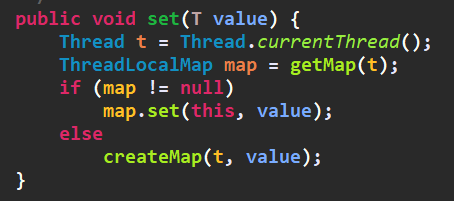 public void set(T value) {
    Thread t = Thread.currentThread();
    ThreadLocalMap map = getMap(t);
    if (map != null)
        map.set(this, value);
    else
        createMap(t, value);
}